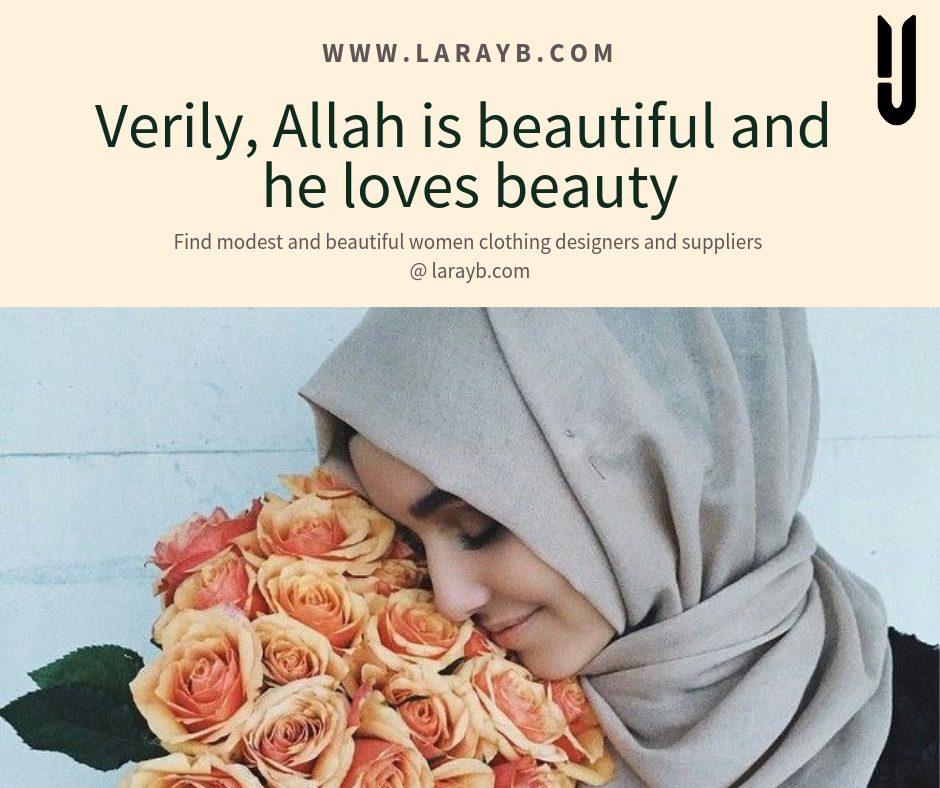 WWW.LARAYB.COM
Verily, Allah is beautiful and
he loves beauty
Find modest and beautiful women clothing designers and suppliers
@ larayb.com